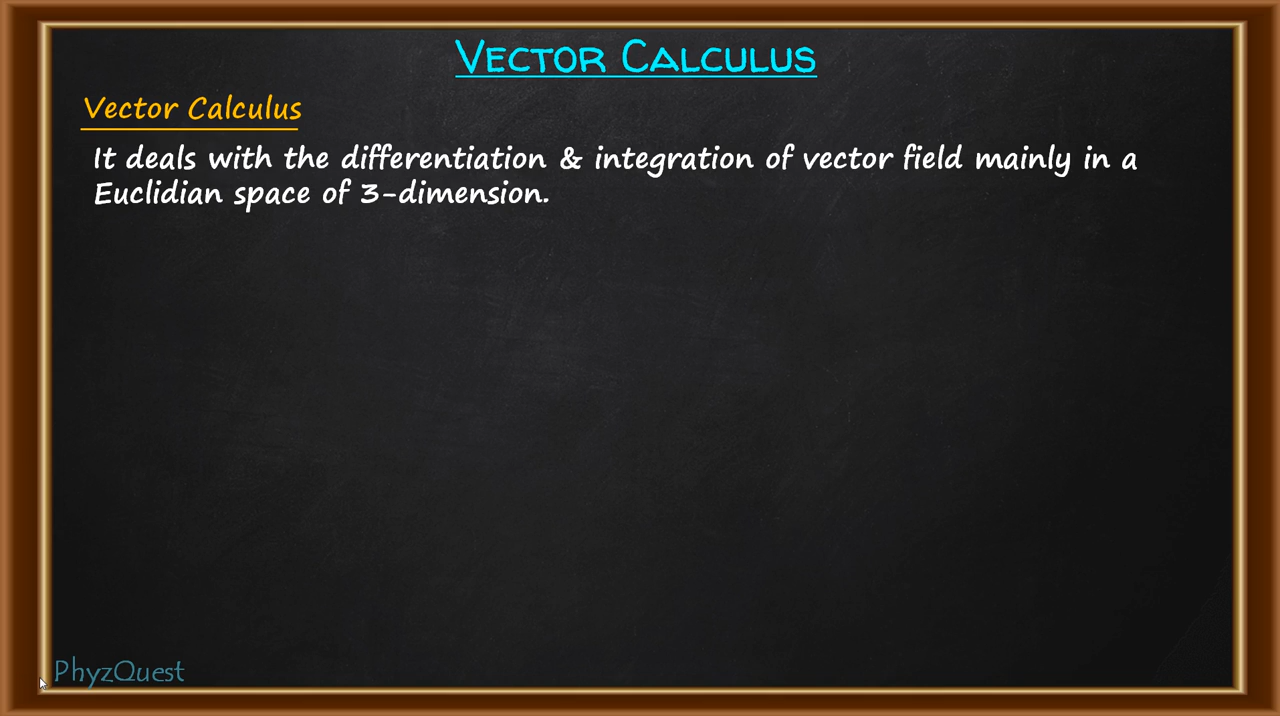 Vector Calculus
Vector Calculus
It deals with the differentiation & integration of vector field mainly in a
Euclidian space of 3-dimension.
PhyzQuest